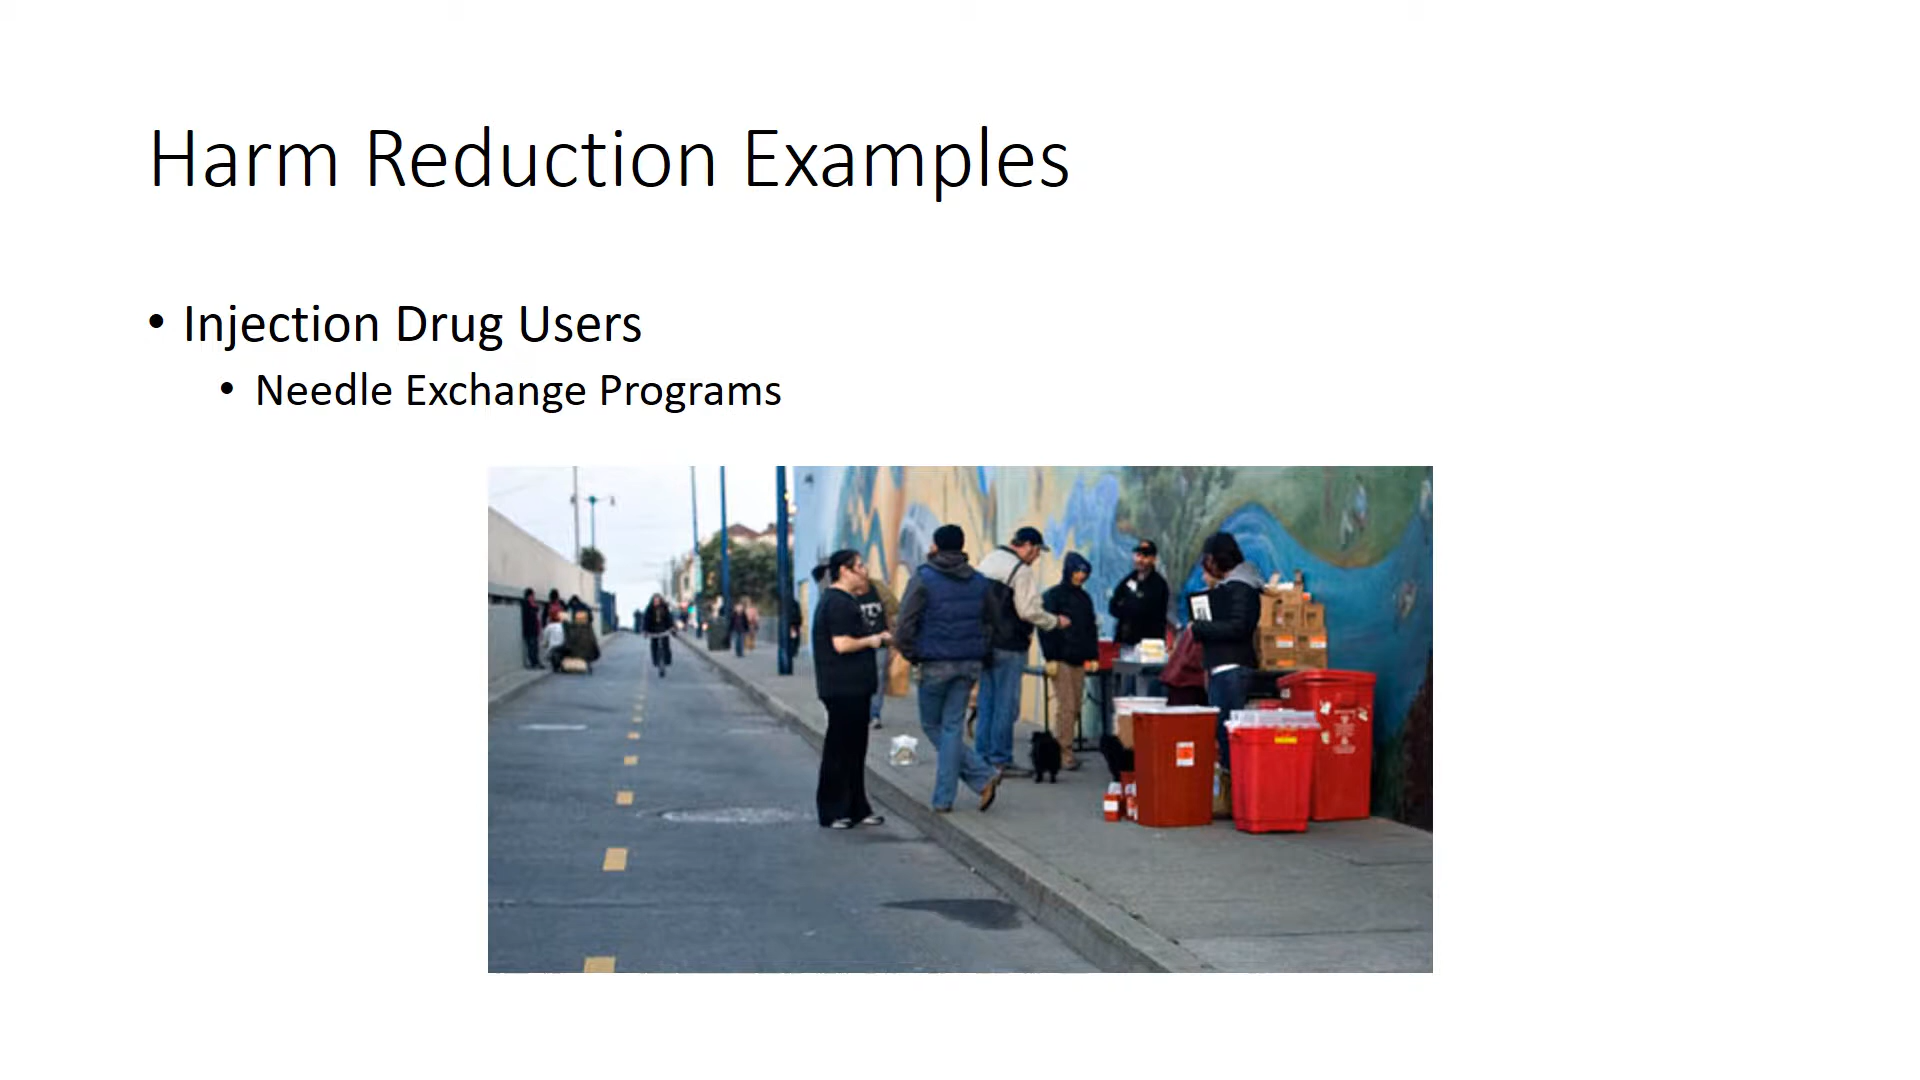 Harm Reduction Examples
• Injection Drug Users
• Needle Exchange Programs